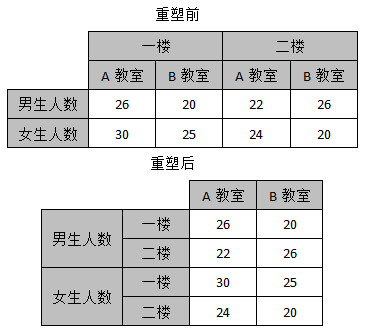 重塑前
一楼 二楼
A 教室 B 教室 A 教室 B 教室
男生人数 26 20 22 26
女生人数 30 25 24 20
重塑后
A 教室 B 教室
男生人数 一楼 26 20
二楼 22 26
女生人数 一楼 30 25
二楼 24 20